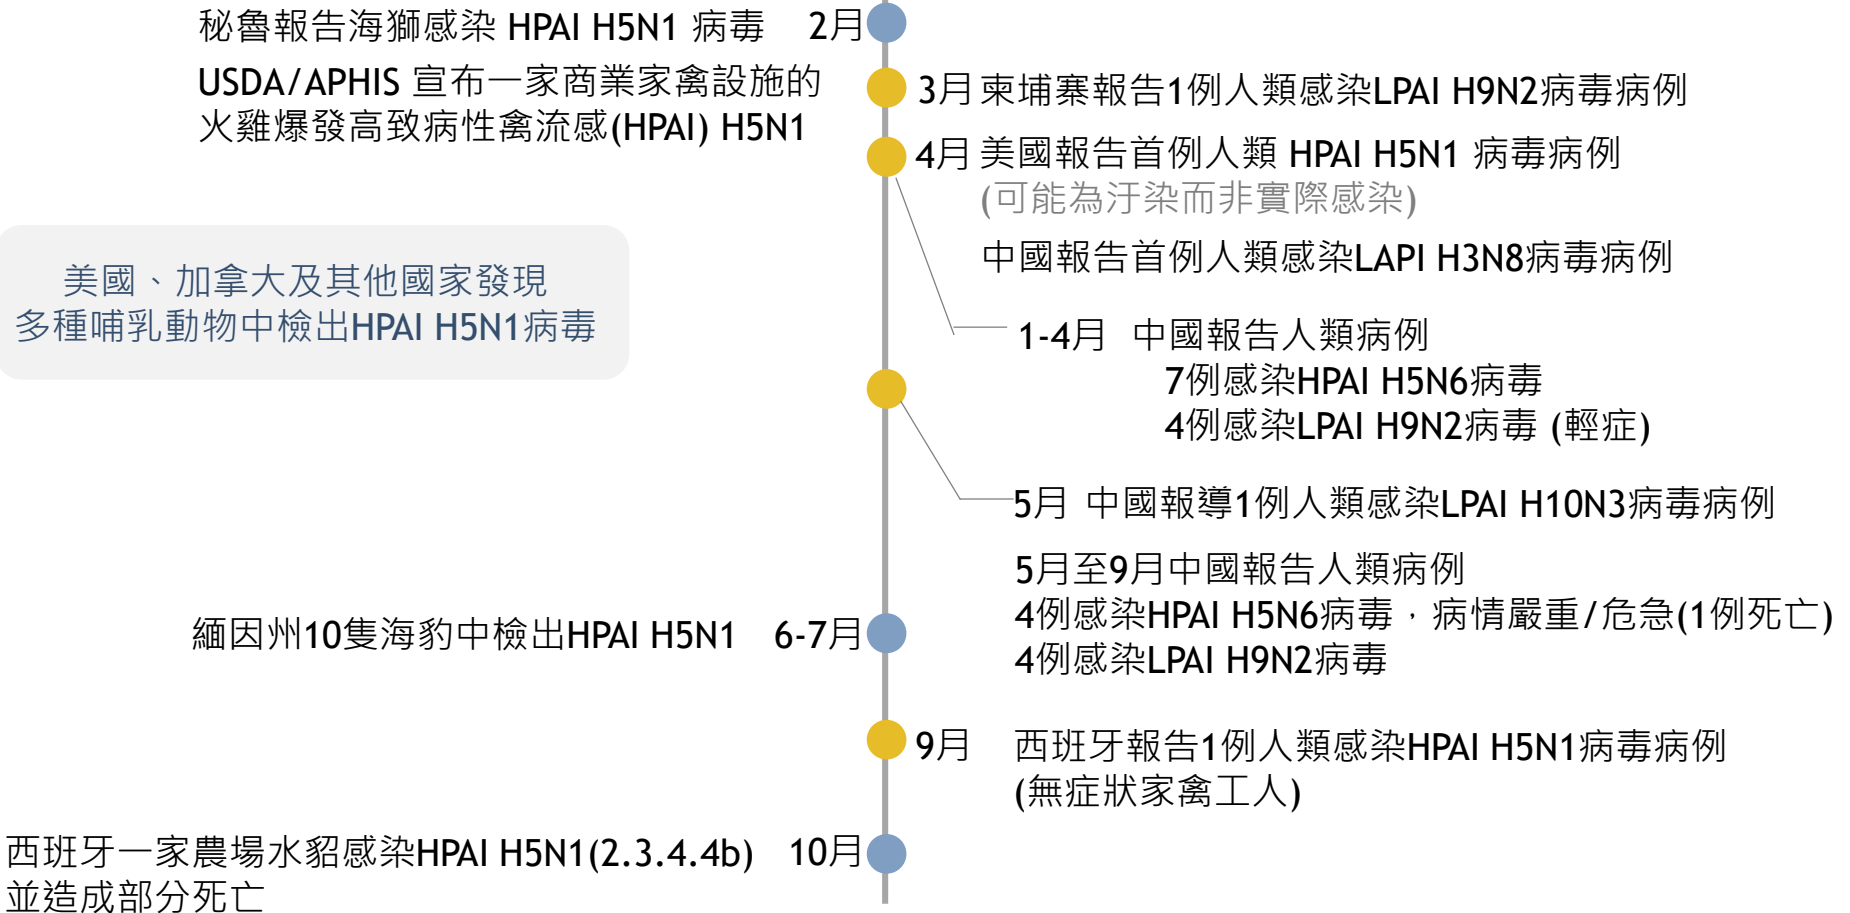 秘魯報告海獅感染 HPAI H5N1 病毒 2月
USDA/APHIS 宣布一家商業家禽設施的
火雞爆發高致病性禽流感(HPAI) H5N1
3月 柬埔寨報告1例人類感染LPAI H9N2病毒病例
4月 美國報告首例人類 HPAI H5N1 病毒病例
(可能為汙染而非實際感染)
中國報告首例人類感染LAPI H3N8病毒病例
美國、加拿大及其他國家發現
多種哺乳動物中檢出HPAI H5N1病毒
1-4月 中國報告人類病例
7例感染HPAI H5N6病毒
4例感染LPAI H9N2病毒 (輕症)
5月 中國報導1例人類感染LPAI H10N3病毒病例
5月至9月中國報告人類病例
4例感染HPAI H5N6病毒，病情嚴重/危急(1例死亡)
4例感染LPAI H9N2病毒
緬因州10隻海豹中檢出HPAI H5N1 6-7月
9月 西班牙報告1例人類感染HPAI H5N1病毒病例
(無症狀家禽工人)
西班牙一家農場水貂感染HPAI H5N1(2.3.4.4b) 10月
並造成部分死亡